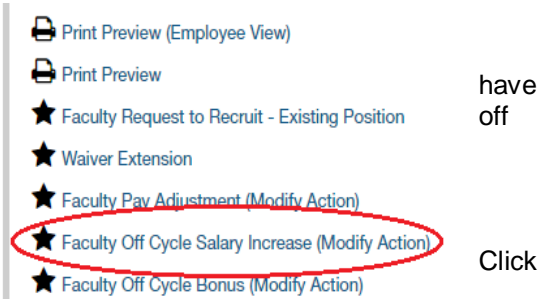 Print Preview (Employee View)
Print Preview
have
Faculty Request to Recruit - Existing Position
off
Waiver Extension
Faculty Pay Adjustment (Modify Action)
Faculty Off Cycle Salary Increase (Modify Action)
Click
Faculty Off Cycle Bonus (Modify Action)